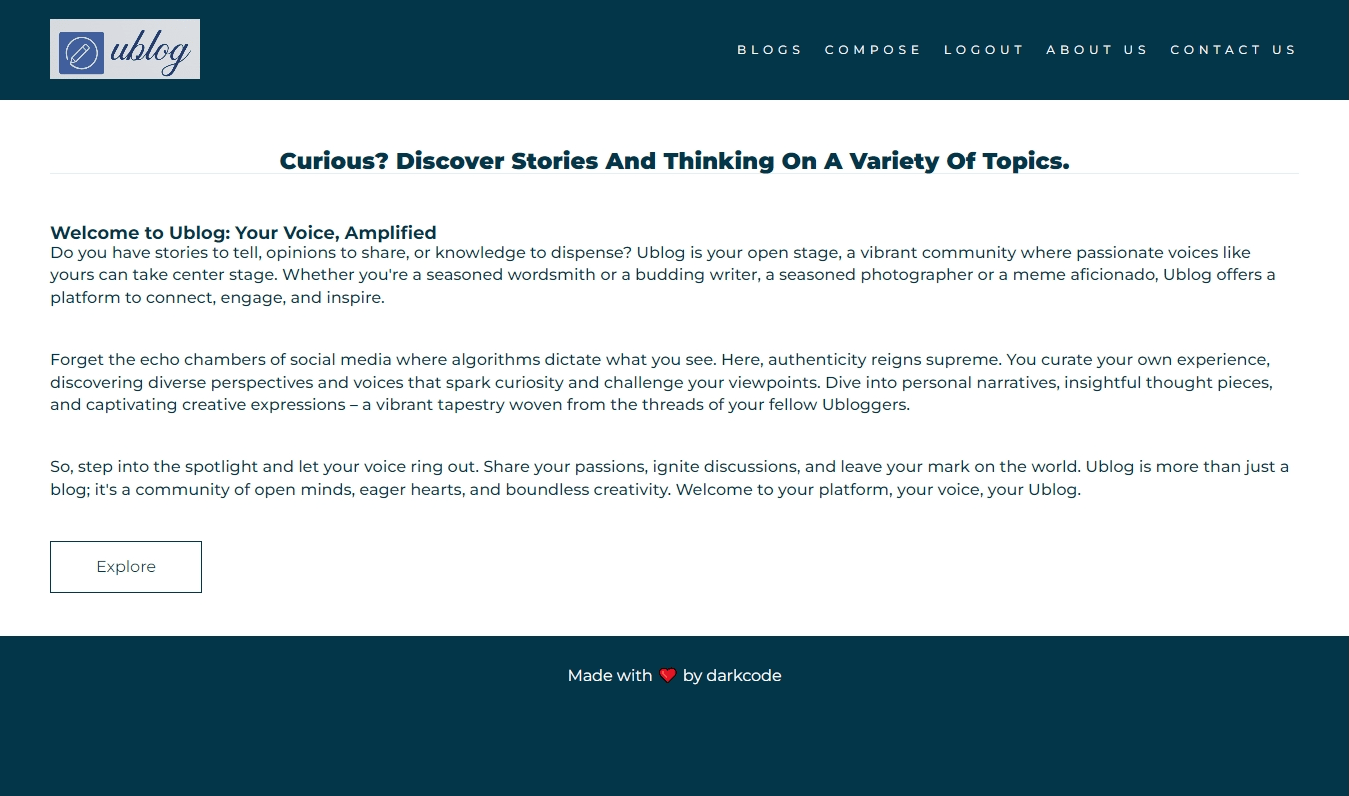 ublog
BLOGS COMPOSE LOGOUT ABOUT US CONTACT US
Curious? Discover Stories And Thinking On A Variety Of Topics.
Welcome to Ublog: Your Voice, Amplified
Do you have stories to tell, opinions to share, or knowledge to dispense? Ublog is your open stage, a vibrant community where passionate voices like
yours can take center stage. Whether you're a seasoned wordsmith or a budding writer, a seasoned photographer or a meme aficionado, Ublog offers a
platform to connect, engage, and inspire.
Forget the echo chambers of social media where algorithms dictate what you see. Here, authenticity reigns supreme. You curate your own experience,
discovering diverse perspectives and voices that spark curiosity and challenge your viewpoints. Dive into personal narratives, insightful thought pieces,
and captivating creative expressions – a vibrant tapestry woven from the threads of your fellow Ubloggers.
So, step into the spotlight and let your voice ring out. Share your passions, ignite discussions, and leave your mark on the world. Ublog is more than just a
blog; it's a community of open minds, eager hearts, and boundless creativity. Welcome to your platform, your voice, your Ublog.
Explore
Made with ❤️ by darkcode